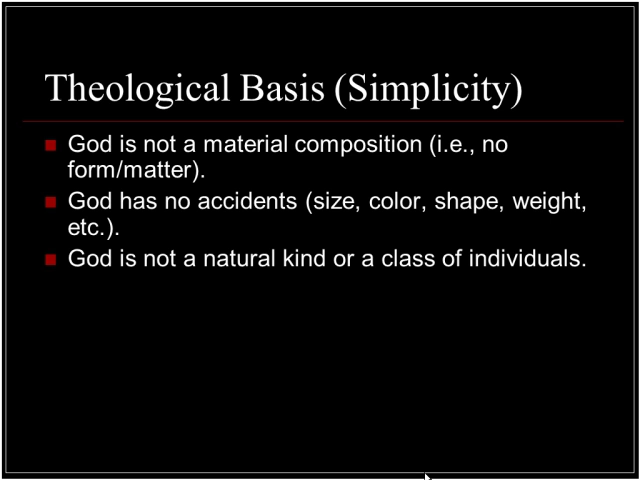 Theological Basis (Simplicity)
God is not a material composition (i.e., no
form/matter).
God has no accidents (size, color, shape, weight,
etc.).
God is not a natural kind or a class of individuals.